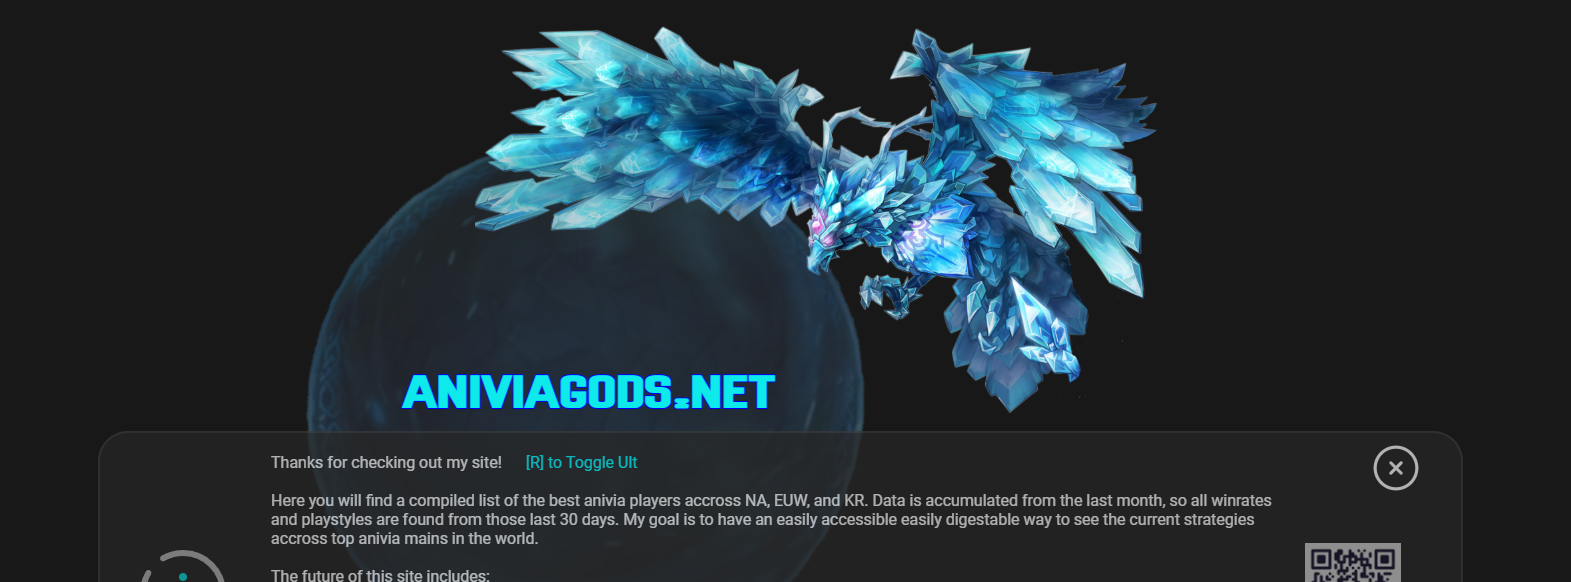 ANIVIAGODS.NET
Thanks for checking out my site! [R] to Toggle Ult
Here you will find a compiled list of the best anivia players accross NA, EUW, and KR. Data is accumulated from the last month, so all winrates
and playstyles are found from those last 30 days. My goal is to have an easily accessible easily digestable way to see the current strategies
accross top anivia mains in the world.
The future of this site includes: